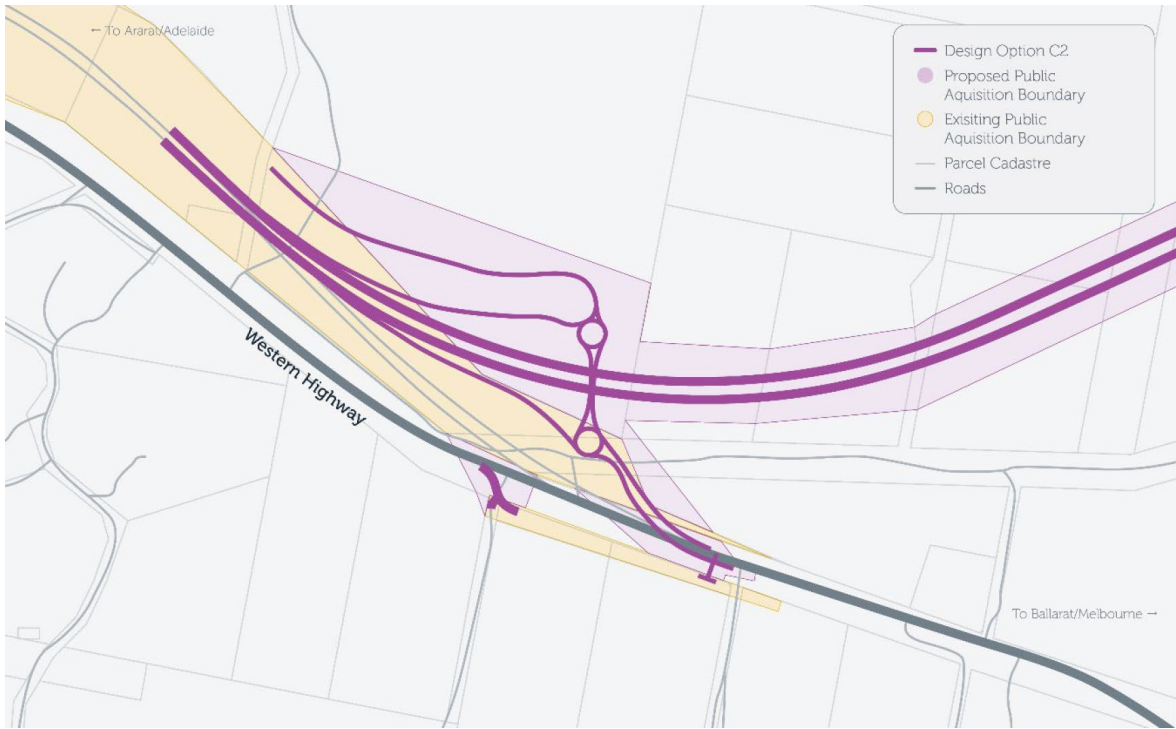 ← To Ararat/Adelaide
Design Option C2
Proposed Public
Aquisition Boundary
Exisiting Public
Aquisition Boundary
Parcel Cadastre
Roads
Western Highway
To Ballarat/Melbourne →